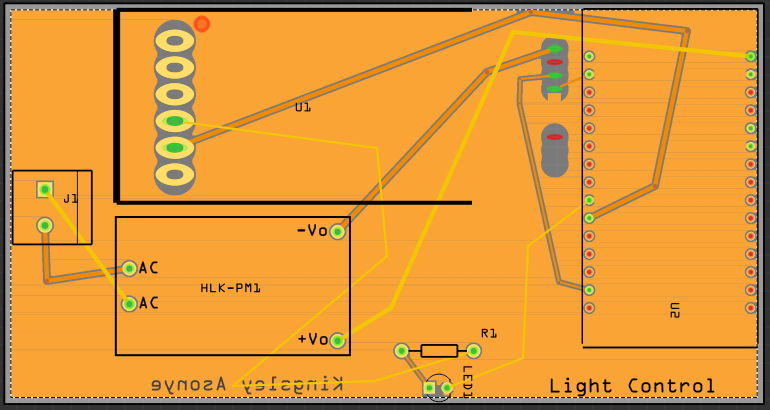 U1
J1
-Vo
AC
HLK-PM1
AC
U2
+Vo
R1
LED1
Kingsley Asonye
Light Control